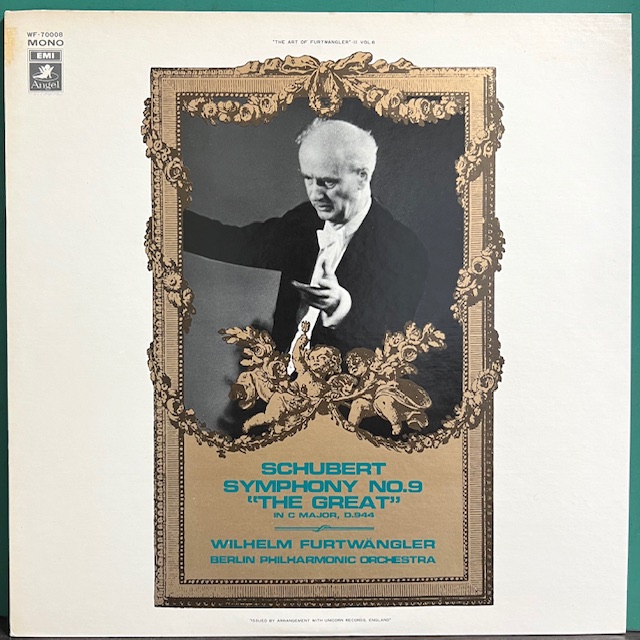 WF-70008
MONO
EMI
Angel
"THE ART OF FURTWÄNGLER"-II VOL.8
SCHUBERT
SYMPHONY NO.9
"THE GREAT"
IN C MAJOR, D.944
WILHELM FURTWÄNGLER
BERLIN PHILHARMONIC ORCHESTRA
"ISSUED BY ARRANGEMENT WITH UNICORN RECORDS, ENGLAND"